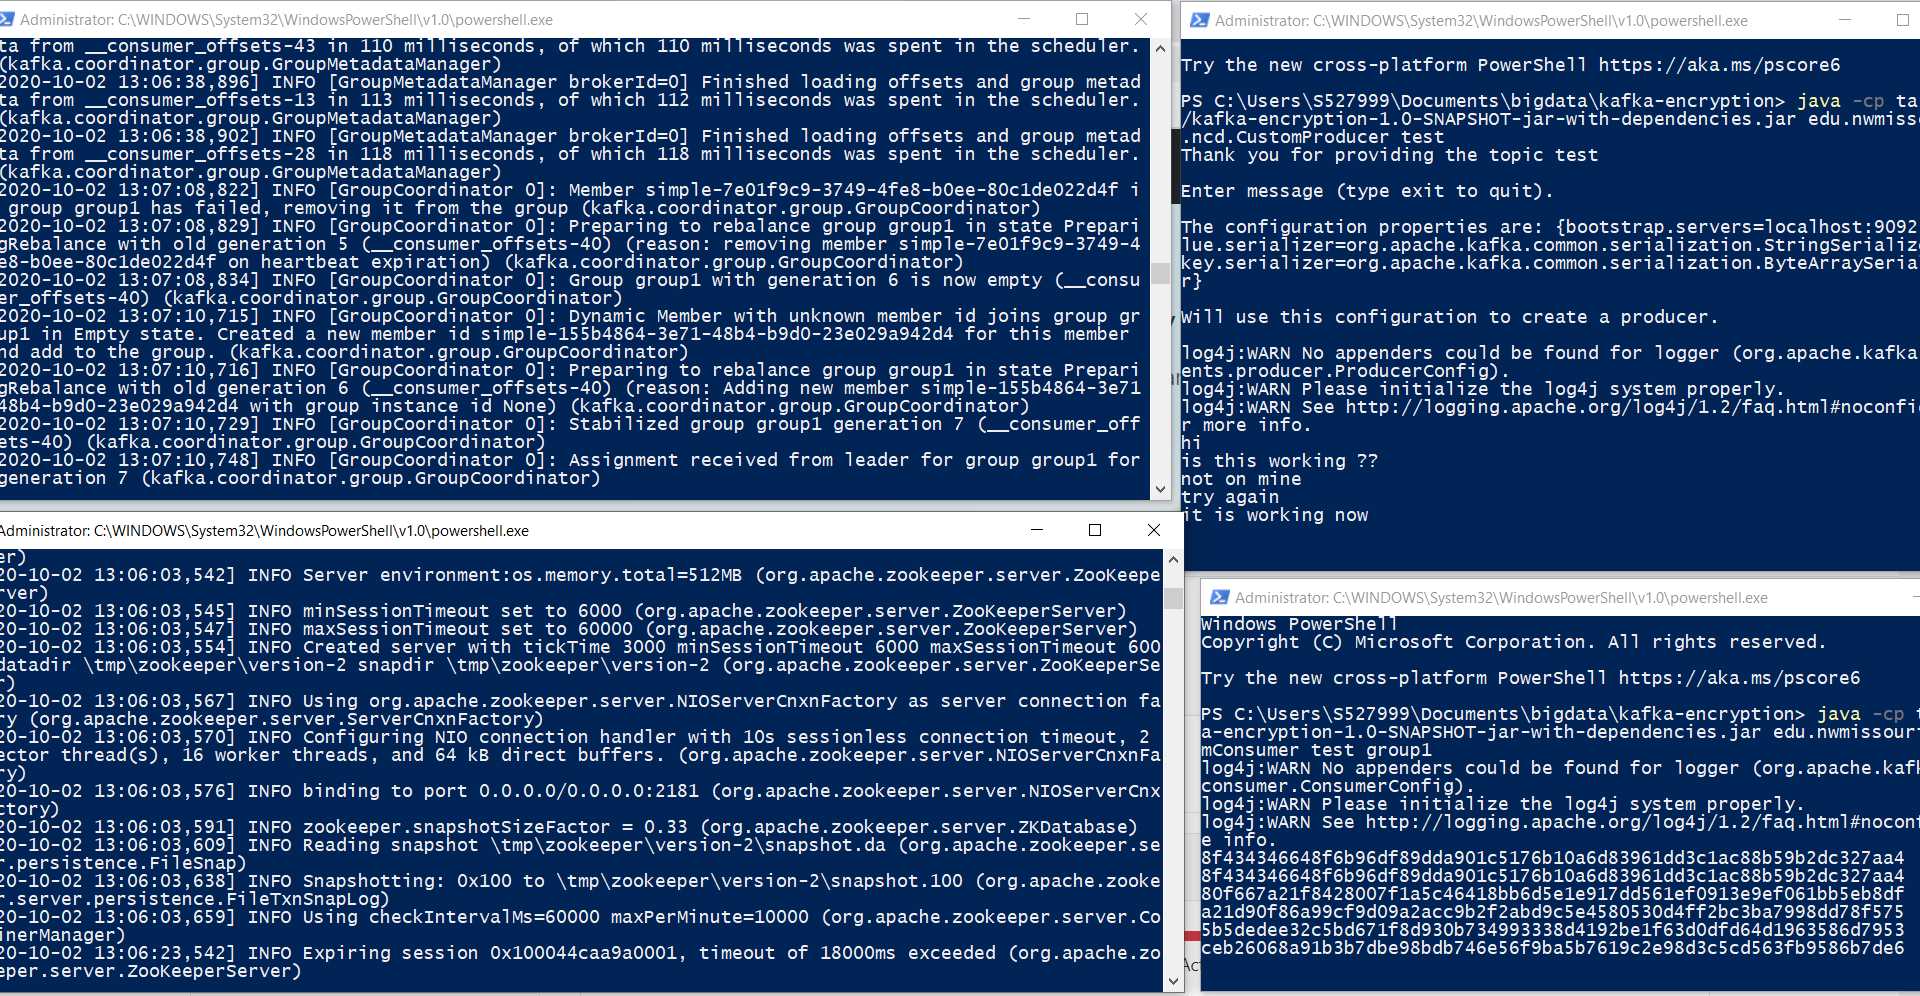 Administrator: C:\WINDOWS\System32\WindowsPowerShell\v1.0\powershell.exe
ta from __consumer_offsets-43 in 110 milliseconds, of which 110 milliseconds was spent in the scheduler.
(kafka.coordinator.group.GroupMetadataManager)
2020-10-02 13:06:38,896] INFO [GroupMetadataManager brokerId=0] Finished loading offsets and group metad
ta from __consumer_offsets-13 in 113 milliseconds, of which 112 milliseconds was spent in the scheduler.
(kafka.coordinator.group.GroupMetadataManager)
2020-10-02 13:06:38,902] INFO [GroupMetadataManager brokerId=0] Finished loading offsets and group metad
ta from __consumer_offsets-28 in 118 milliseconds, of which 118 milliseconds was spent in the scheduler.
(kafka.coordinator.group.GroupMetadataManager)
2020-10-02 13:07:08,822] INFO [GroupCoordinator 0]: Member simple-7e01f9c9-3749-4fe8-b0ee-80c1de022d4f i
group group1 has failed, removing it from the group (kafka.coordinator.group.GroupCoordinator)
2020-10-02 13:07:08,829] INFO [GroupCoordinator 0]: Preparing to rebalance group group1 in state Prepari
gRebalance with old generation 5 (__consumer_offsets-40) (reason: removing member simple-7e01f9c9-3749-4
e8-b0ee-80c1de022d4f on heartbeat expiration) (kafka.coordinator.group.GroupCoordinator)
2020-10-02 13:07:08,834] INFO [GroupCoordinator 0]: Group group1 with generation 6 is now empty (__consu
er_offsets-40) (kafka.coordinator.group.GroupCoordinator)
2020-10-02 13:07:10,715] INFO [GroupCoordinator 0]: Dynamic Member with unknown member id joins group gr
up1 in Empty state. Created a new member id simple-155b4864-3e71-48b4-b9d0-23e029a942d4 for this member
nd add to the group. (kafka.coordinator.group.GroupCoordinator)
2020-10-02 13:07:10,716] INFO [GroupCoordinator 0]: Preparing to rebalance group group1 in state Prepari
gRebalance with old generation 6 (__consumer_offsets-40) (reason: Adding new member simple-155b4864-3e71
48b4-b9d0-23e029a942d4 with group instance id None) (kafka.coordinator.group.GroupCoordinator)
2020-10-02 13:07:10,729] INFO [GroupCoordinator 0]: Stabilized group group1 generation 7 (__consumer_off
ets-40) (kafka.coordinator.group.GroupCoordinator)
2020-10-02 13:07:10,748] INFO [GroupCoordinator 0]: Assignment received from leader for group group1 for
generation 7 (kafka.coordinator.group.GroupCoordinator)
Administrator: C:\WINDOWS\System32\WindowsPowerShell\v1.0\powershell.exe
Try the new cross-platform PowerShell https://aka.ms/pscore6
PS C:\Users\S527999\Documents\bigdata\kafka-encryption> java -cp ta
/kafka-encryption-1.0-SNAPSHOT-jar-with-dependencies.jar edu.nwmisso
.ncd.CustomProducer test
Thank you for providing the topic test
Enter message (type exit to quit).
The configuration properties are: {bootstrap.servers=localhost:9092
lue.serializer=org.apache.kafka.common.serialization.StringSerialize
key.serializer=org.apache.kafka.common.serialization.ByteArraySerial
r}
Will use this configuration to create a producer.
log4j:WARN No appenders could be found for logger (org.apache.kafka
ents.producer.ProducerConfig).
log4j:WARN Please initialize the log4j system properly.
log4j:WARN See http://logging.apache.org/log4j/1.2/faq.html#noconfig
r more info.
hi
is this working ??
not on mine
try again
it is working now
Administrator: C:\WINDOWS\System32\WindowsPowerShell\v1.0\powershell.exe
er)
20-10-02 13:06:03,542] INFO Server environment:os.memory.total=512MB (org.apache.zookeeper.server.ZooKeepe
rver)
20-10-02 13:06:03,545] INFO minSessionTimeout set to 6000 (org.apache.zookeeper.server.ZooKeeperServer)
20-10-02 13:06:03,547] INFO maxSessionTimeout set to 60000 (org.apache.zookeeper.server.ZooKeeperServer)
20-10-02 13:06:03,554] INFO Created server with tickTime 3000 minSessionTimeout 6000 maxSessionTimeout 600
datadir \tmp\zookeeper\version-2 snapdir \tmp\zookeeper\version-2 (org.apache.zookeeper.server.ZooKeeperSe
r)
20-10-02 13:06:03,567] INFO Using org.apache.zookeeper.server.NIOServerCnxnFactory as server connection fa
ry (org.apache.zookeeper.server.ServerCnxnFactory)
20-10-02 13:06:03,570] INFO Configuring NIO connection handler with 10s sessionless connection timeout, 2
ector thread(s), 16 worker threads, and 64 kB direct buffers. (org.apache.zookeeper.server.NIOServerCnxnFa
ry)
20-10-02 13:06:03,576] INFO binding to port 0.0.0.0/0.0.0.0:2181 (org.apache.zookeeper.server.NIOServerCnx
ctory)
20-10-02 13:06:03,591] INFO zookeeper.snapshotSizeFactor = 0.33 (org.apache.zookeeper.server.ZKDatabase)
20-10-02 13:06:03,609] INFO Reading snapshot \tmp\zookeeper\version-2\snapshot.da (org.apache.zookeeper.se
r.persistence.FileSnap)
20-10-02 13:06:03,638] INFO Snapshotting: 0x100 to \tmp\zookeeper\version-2\snapshot.100 (org.apache.zooke
r.server.persistence.FileTxnSnapLog)
20-10-02 13:06:03,659] INFO Using checkIntervalMs=60000 maxPerMinute=10000 (org.apache.zookeeper.server.Co
inerManager)
20-10-02 13:06:23,542] INFO Expiring session 0x100044caa9a0001, timeout of 18000ms exceeded (org.apache.zo
eper.server.ZooKeeperServer)
Administrator: C:\WINDOWS\System32\WindowsPowerShell\v1.0\powershell.exe
Windows PowerShell
Copyright (C) Microsoft Corporation. All rights reserved.
Try the new cross-platform PowerShell https://aka.ms/pscore6
PS C:\Users\S527999\Documents\bigdata\kafka-encryption> java -cp t
a-encryption-1.0-SNAPSHOT-jar-with-dependencies.jar edu.nwmissouri
mConsumer test group1
log4j:WARN No appenders could be found for logger (org.apache.kafk
consumer.ConsumerConfig).
log4j:WARN Please initialize the log4j system properly.
log4j:WARN See http://logging.apache.org/log4j/1.2/faq.html#noconf
e info.
8f434346648f6b96df89dda901c5176b10a6d83961dd3c1ac88b59b2dc327aa4
8f434346648f6b96df89dda901c5176b10a6d83961dd3c1ac88b59b2dc327aa4
80f667a21f8428007f1a5c46418bb6d5e1e917dd561ef0913e9ef061bb5eb8df
a21d90f86a99cf9d09a2acc9b2f2abd9c5e4580530d4ff2bc3ba7998dd78f575
5b5dedee32c5bd671f8d930b734993338d4192be1f63d0dfd64d1963586d7953
ceb26068a91b3b7dbe98bdb746e56f9ba5b7619c2e98d3c5cd563fb9586b7de6